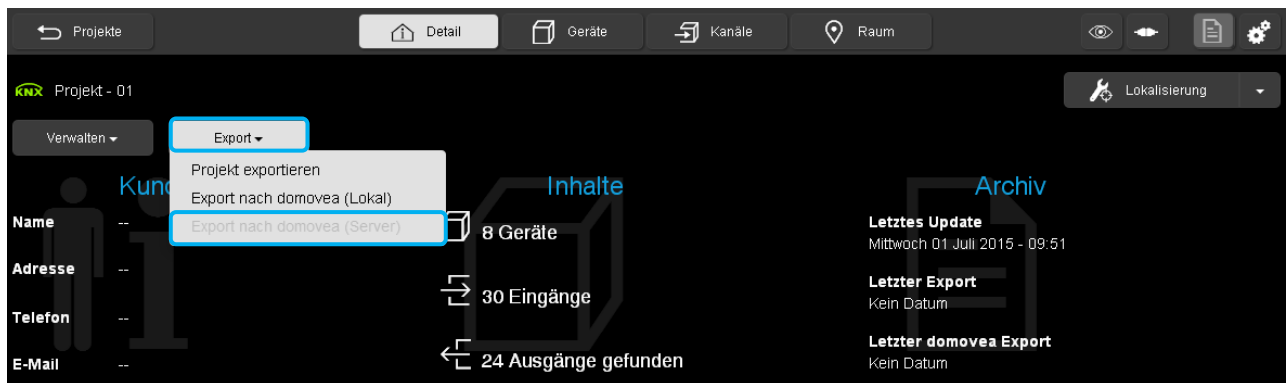 Projekte
Detail
Geräte
Kanäle
Raum
KNX Projekt - 01
Lokalisierung
Verwalten
Export
Projekt exportieren
Export nach domovea (Lokal)
Export nach domovea (Server)
Name --
Adresse --
Telefon --
E-Mail --
Inhalte
8 Geräte
30 Eingänge
24 Ausgänge gefunden
Archiv
Letztes Update
Mittwoch 01 Juli 2015 - 09:51
Letzter Export
Kein Datum
Letzter domovea Export
Kein Datum